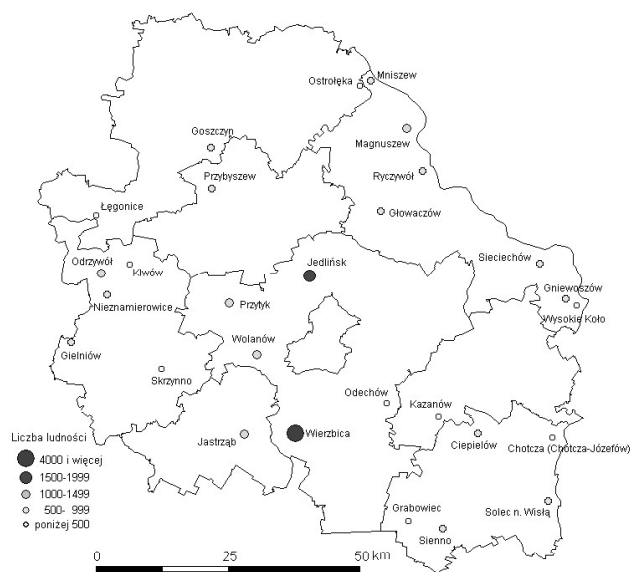 Mniszew
Ostrołęka
Goszczyn
Magnuszew
Przybyszew
Ryczywół
Łęgonice
Głowaczów
Odrzywół
Klwów
Jedlińsk
Sieciechów
Nieznamierowice
Przytyk
Gniewoszów
Wysokie Koło
Gielniów
Wolanów
Skrzynno
Odechów
Kazanów
Liczba ludności
Jastrząb
Wierzbica
Ciepielów
Chotcza (Chotcza-Józefów)
4000 i więcej
1500-1999
1000-1499
500- 999
poniżej 500
Grabowiec
Solec n. Wisłą
Sienno
0 25 50 km